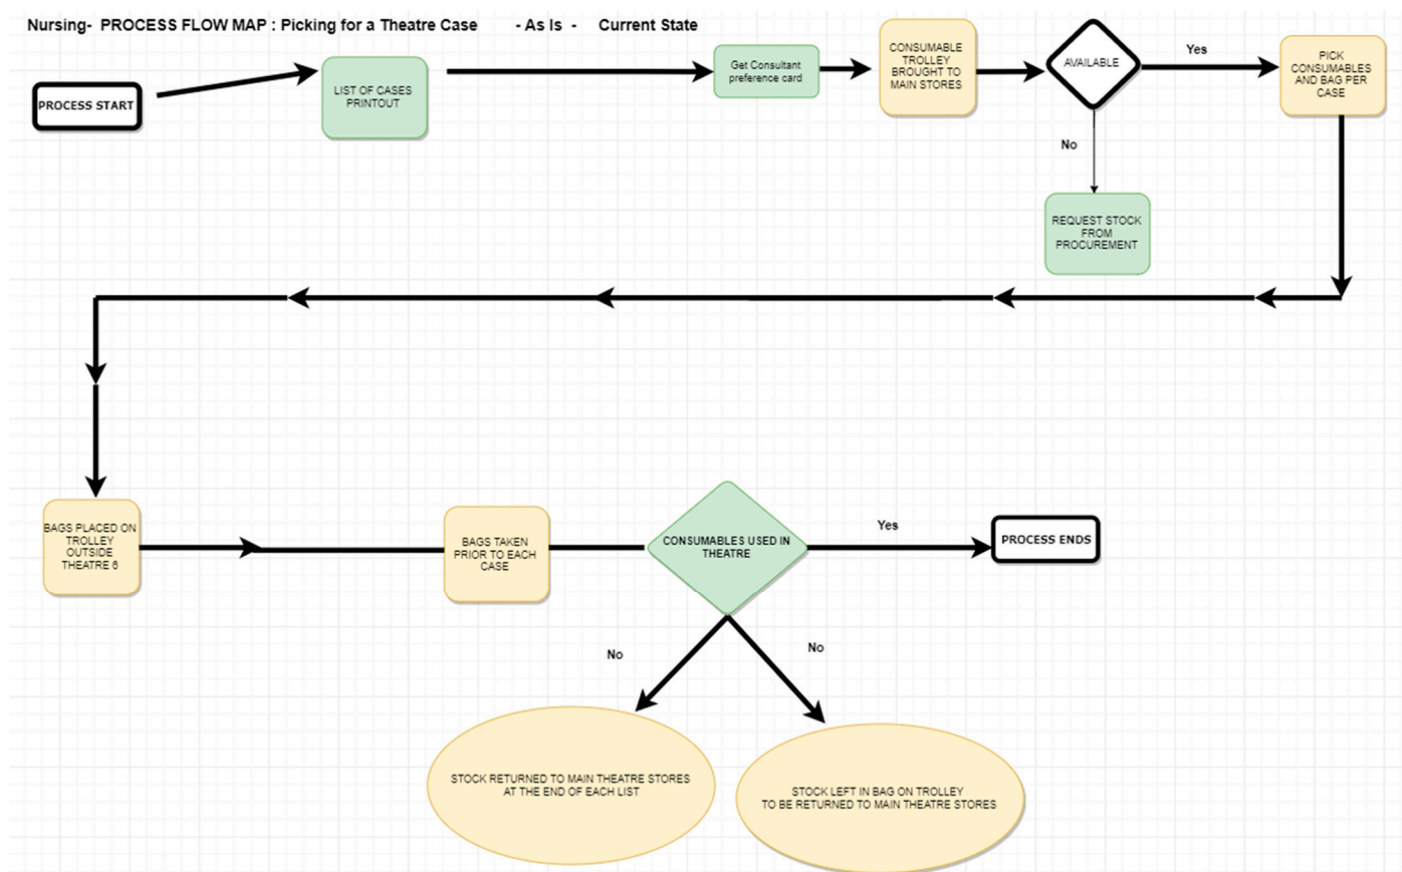 Nursing- PROCESS FLOW MAP : Picking for a Theatre Case - As Is - Current State
PROCESS START
LIST OF CASES
PRINTOUT
Get Consultant
preference card
CONSUMABLE
TROLLEY
BROUGHT TO
MAIN STORES
AVAILABLE
Yes
PICK
CONSUMABLES
AND BAG PER
CASE
No
REQUEST STOCK
FROM
PROCUREMENT
BAGS PLACED ON
TROLLEY
OUTSIDE
THEATRE 6
BAGS TAKEN
PRIOR TO EACH
CASE
CONSUMABLES USED IN
THEATRE
Yes
PROCESS ENDS
No
No
STOCK RETURNED TO MAIN THEATRE STORES
AT THE END OF EACH LIST
STOCK LEFT IN BAG ON TROLLEY
TO BE RETURNED TO MAIN THEATRE STORES